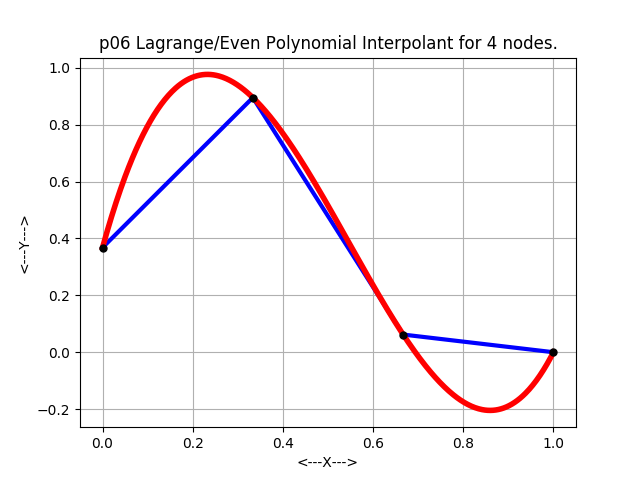 p06 Lagrange/Even Polynomial Interpolant for 4 nodes.
1.0
0.8
0.6
0.4
0.2
0.0
−0.2
<---Y--->
0.0 0.2 0.4 0.6 0.8 1.0
<---X--->